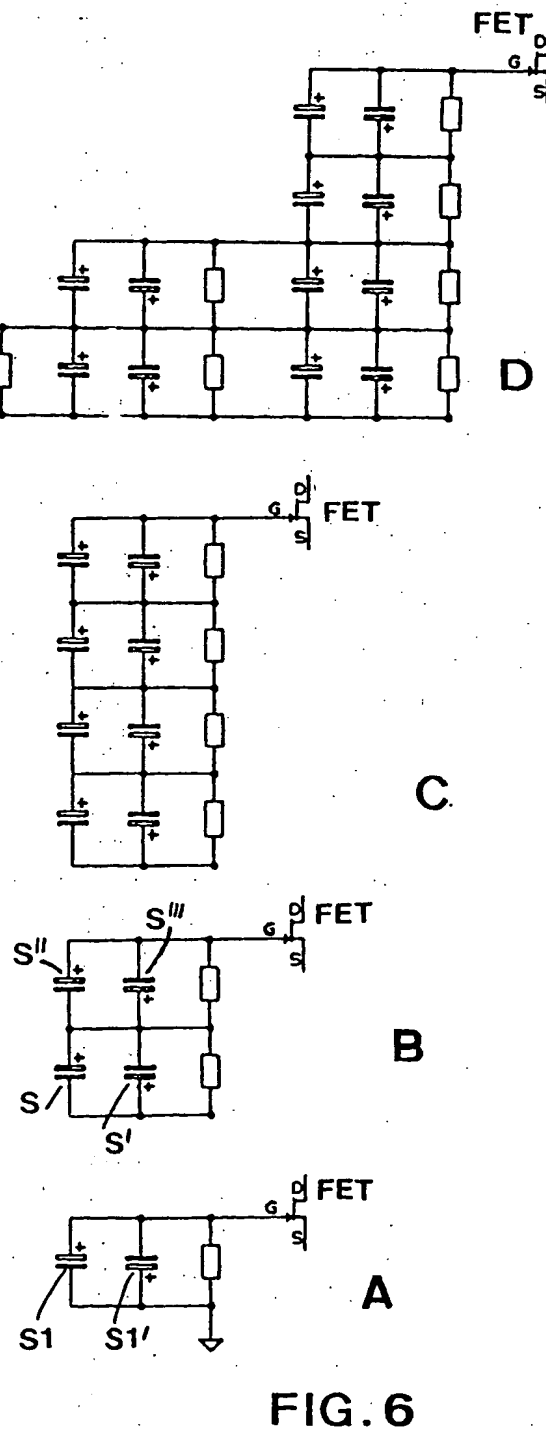 FET
D
G
S
+ +
+ +
+ +
+ +
+ +
+ +
D
D
G FET
S
+ +
+ +
+ +
+ +
C.
D FET
S''' G
S'' S
+ +
B
+ +
S
S'
D FET
G
S
+ +
A
S1 S1'
FIG. 6